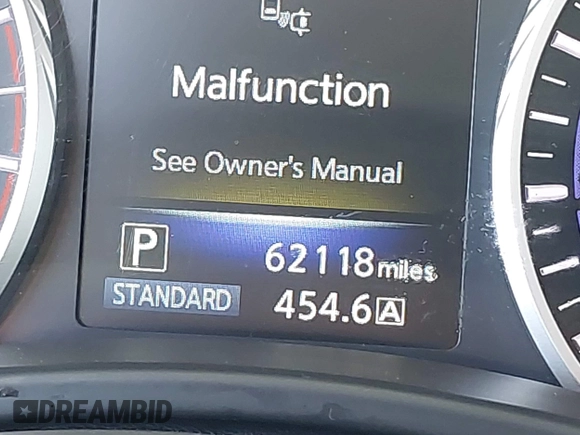 Malfunction
See Owner's Manual
P 62118 miles
STANDARD 454.6 A
DREAMBID